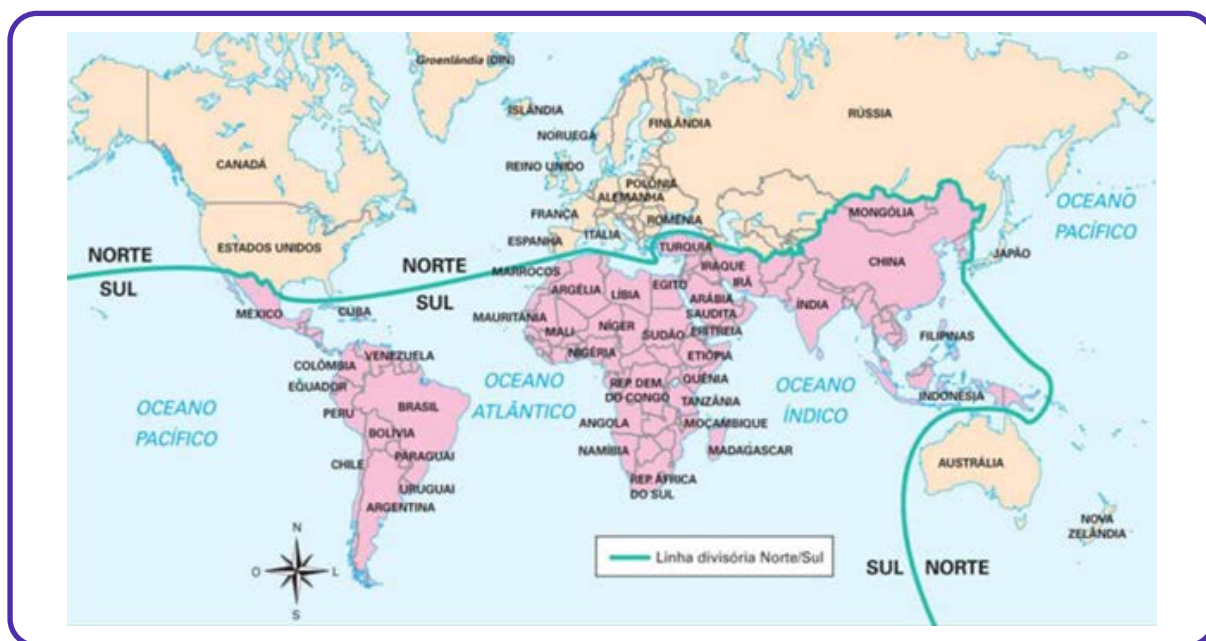 Groenlândia (DIN)
ISLÂNDIA
FINLÂNDIA
RÚSSIA
NORUEGA
CANADÁ
REINO UNIDO
POLÔNIA
ALEMANHA
OCEANO
PACÍFICO
MONGÓLIA
FRANÇA
ROMÊNIA
ITÁLIA
ESTADOS UNIDOS
ESPANHA
TURQUIA
JAPÃO
NORTE
SUL
NORTE
SUL
CHINA
MARROCOS
IRAQUE
IRÃ
ARGÉLIA
LÍBIA
EGITO
ARÁBIA
SAUDITA
ÍNDIA
MÉXICO
CUBA
MAURITÂNIA
MALI
NÍGER
SUDÃO
ERITREIA
FILIPINAS
NIGÉRIA
ETIÓPIA
VENEZUELA
COLÔMBIA
EQUADOR
OCEANO
ATLÂNTICO
REP. DEM.
DO CONGO
QUÊNIA
TANZÂNIA
OCEANO
ÍNDICO
INDONÉSIA
OCEANO
PACÍFICO
PERU
BRASIL
BOLÍVIA
ANGOLA
MOÇAMBIQUE
NAMÍBIA
MADAGASCAR
CHILE
PARAGUAI
AUSTRÁLIA
REP. ÁFRICA
DO SUL
URUGUAI
ARGENTINA
NOVA
ZELÂNDIA
N
O
L
S
Linha divisória Norte/Sul
SUL
NORTE